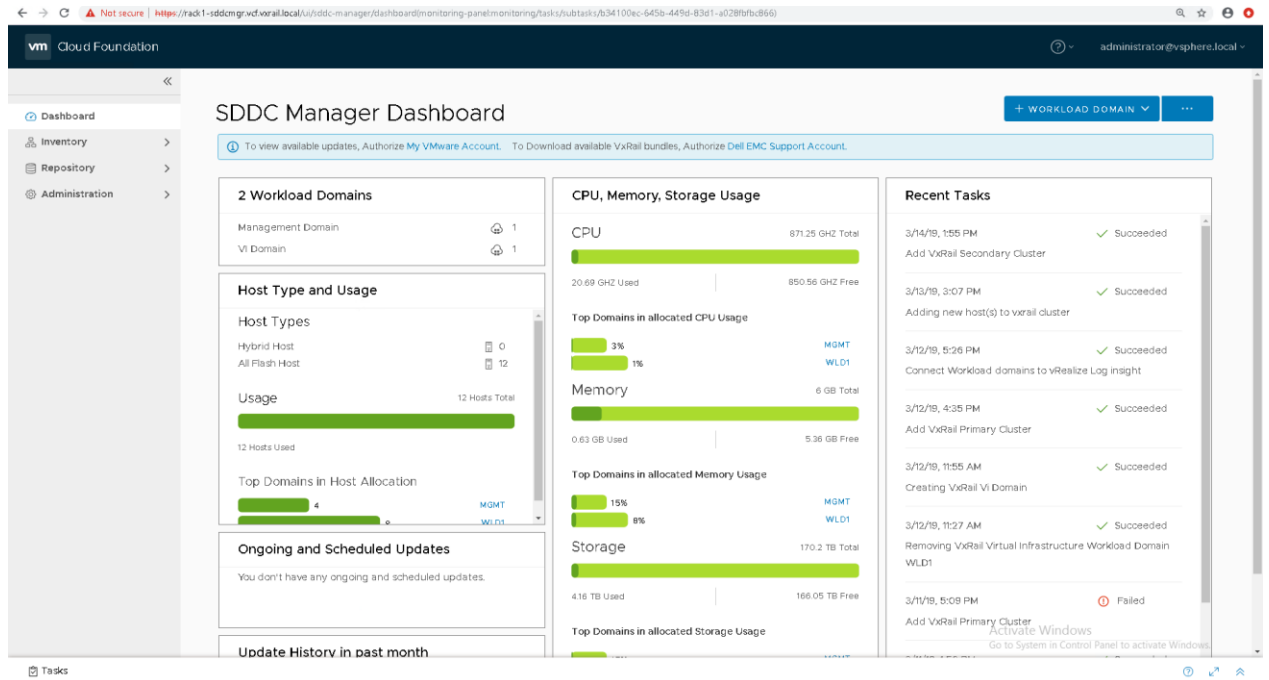 Not secure | https://rack1-sddcmgr.vcf.vxrail.local/ui/sddc-manager/dashboard(monitoring-panel:monitoring/tasks/subtasks/b34100ec-645b-449d-83d1-a028fbfbc866)
vm Cloud Foundation
administrator@vsphere.local
Dashboard
Inventory
Repository
Administration
SDDC Manager Dashboard
+ WORKLOAD DOMAIN
...
To view available updates, Authorize My VMware Account. To Download available VxRail bundles, Authorize Dell EMC Support Account.
2 Workload Domains
Management Domain 1
VI Domain 1
Host Type and Usage
Host Types
Hybrid Host 0
All Flash Host 12
Usage 12 Hosts Total
12 Hosts Used
Top Domains in Host Allocation
4 MGMT
WLD1
Ongoing and Scheduled Updates
You don't have any ongoing and scheduled updates.
Update History in past month
CPU, Memory, Storage Usage
CPU 871.25 GHZ Total
20.69 GHZ Used 850.56 GHZ Free
Top Domains in allocated CPU Usage
3% MGMT
1% WLD1
Memory 6 GB Total
0.63 GB Used 5.36 GB Free
Top Domains in allocated Memory Usage
15% MGMT
8% WLD1
Storage 170.2 TB Total
4.16 TB Used 166.05 TB Free
Top Domains in allocated Storage Usage
Recent Tasks
3/14/19, 1:55 PM Succeeded
Add VxRail Secondary Cluster
3/13/19, 3:07 PM Succeeded
Adding new host(s) to vxrail cluster
3/12/19, 5:26 PM Succeeded
Connect Workload domains to vRealize Log insight
3/12/19, 4:35 PM Succeeded
Add VxRail Primary Cluster
3/12/19, 11:55 AM Succeeded
Creating VxRail Vi Domain
3/12/19, 11:27 AM Succeeded
Removing VxRail Virtual Infrastructure Workload Domain
WLD1
3/11/19, 5:09 PM Failed
Add VxRail Primary Cluster
Activate Windows
Go to System in Control Panel to activate Windows.
Tasks